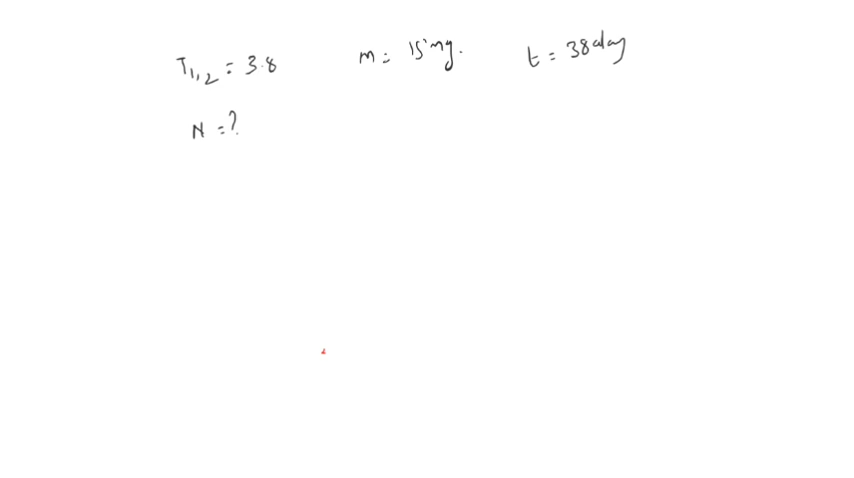 T1/2 = 3.8 m = 15 mg. t = 38 day
N = ?